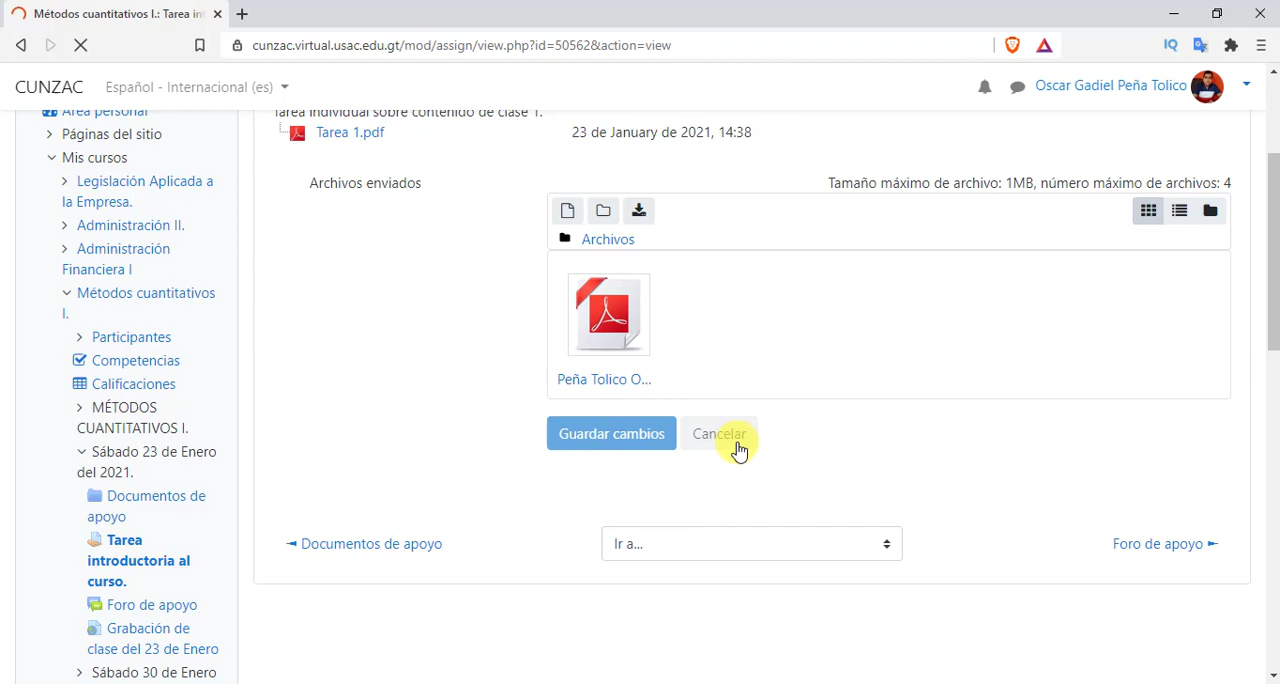 Métodos cuantitativos I.: Tarea int
cunzac.virtual.usac.edu.gt/mod/assign/view.php?id=50562&action=view
IQ
CUNZAC
Español - Internacional (es)
Oscar Gadiel Peña Tolico
Área personal
Páginas del sitio
Mis cursos
Legislación Aplicada a
la Empresa.
Administración II.
Administración
Financiera I
Métodos cuantitativos
I.
Participantes
Competencias
Calificaciones
MÉTODOS
CUANTITATIVOS I.
Sábado 23 de Enero
del 2021.
Documentos de
apoyo
Tarea
introductoria al
curso.
Foro de apoyo
Grabación de
clase del 23 de Enero
Sábado 30 de Enero
Tarea individual sobre contenido de clase 1.
Tarea 1.pdf
23 de January de 2021, 14:38
Archivos enviados
Tamaño máximo de archivo: 1MB, número máximo de archivos: 4
Archivos
Peña Tolico O...
Guardar cambios
Cancelar
◄ Documentos de apoyo
Ir a...
Foro de apoyo ►